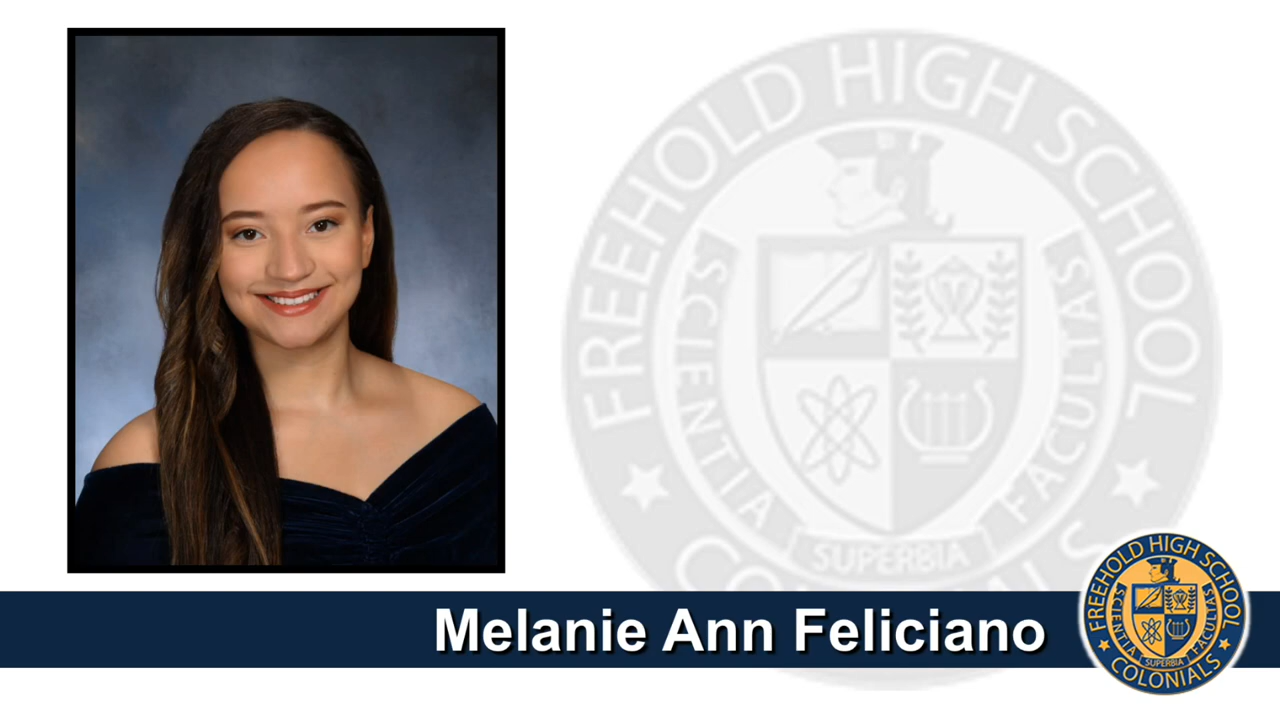 FREEHOLD HIGH SCHOOL
SCIENTIA
FACULTAS
SUPERBIA
COLONIALS
Melanie Ann Feliciano
FREEHOLD HIGH SCHOOL
SCIENTIA
FACULTAS
SUPERBIA
COLONIALS